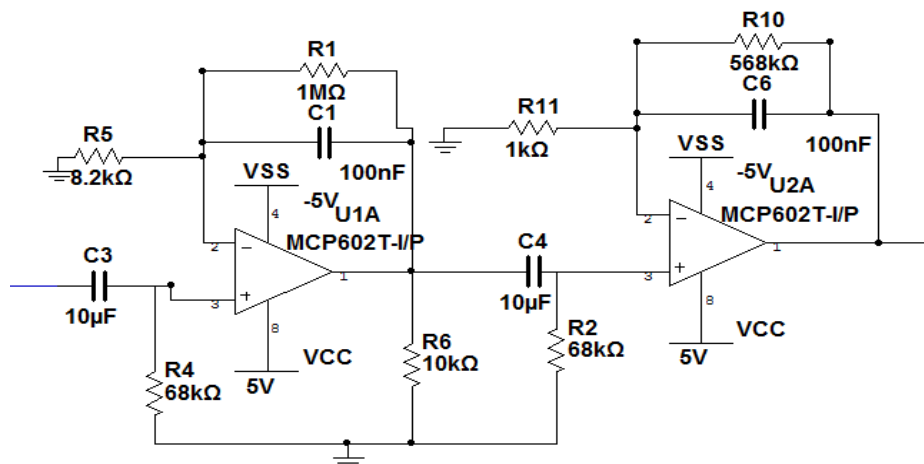 R1
1MΩ
C1
100nF
R5
8.2kΩ
VSS
-5V
4
U1A
MCP602T-I/P
2
3
1
8
C3
10µF
R4
68kΩ
VCC
5V
R6
10kΩ
C4
10µF
R2
68kΩ
R10
568kΩ
C6
100nF
R11
1kΩ
VSS
-5V
4
U2A
MCP602T-I/P
2
3
1
8
VCC
5V